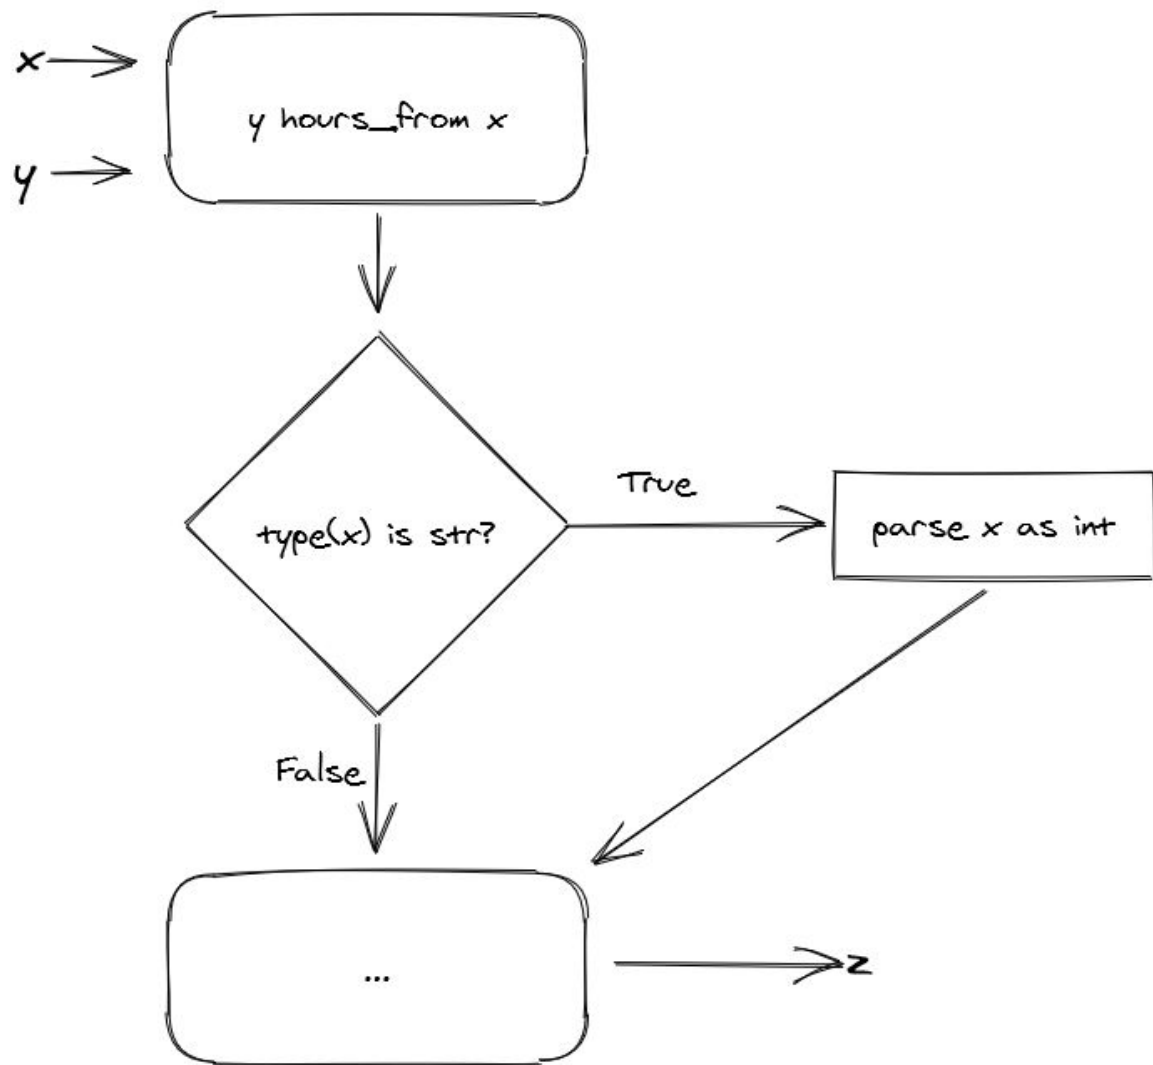 x
y hours_from x
y
type(x) is str?
True
parse x as int
False
...
z